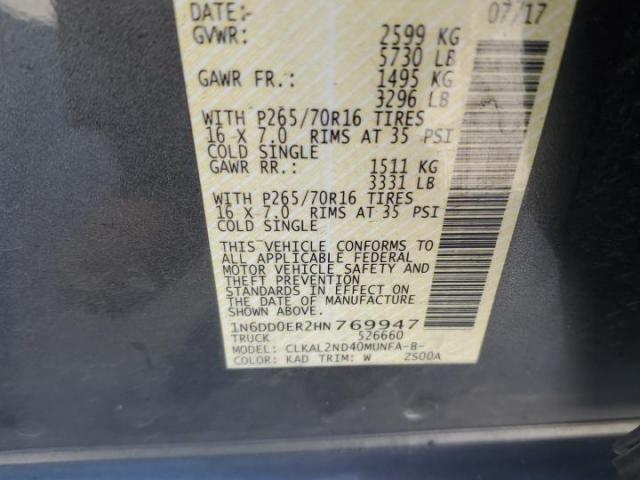 DATE:- 07/17
GVWR: 2599 KG
5730 LB
GAWR FR.: 1495 KG
3296 LB
WITH P265/70R16 TIRES
16 X 7.0 RIMS AT 35 PSI
COLD SINGLE
GAWR RR.: 1511 KG
3331 LB
WITH P265/70R16 TIRES
16 X 7.0 RIMS AT 35 PSI
COLD SINGLE
THIS VEHICLE CONFORMS TO
ALL APPLICABLE FEDERAL
MOTOR VEHICLE SAFETY AND
THEFT PREVENTION
STANDARDS IN EFFECT ON
THE DATE OF MANUFACTURE
SHOWN ABOVE.
1N6DD0ER2HN769947
TRUCK 526660
MODEL: CLKAL2ND40MUNFA-B-
COLOR: KAD TRIM: W ZS00A